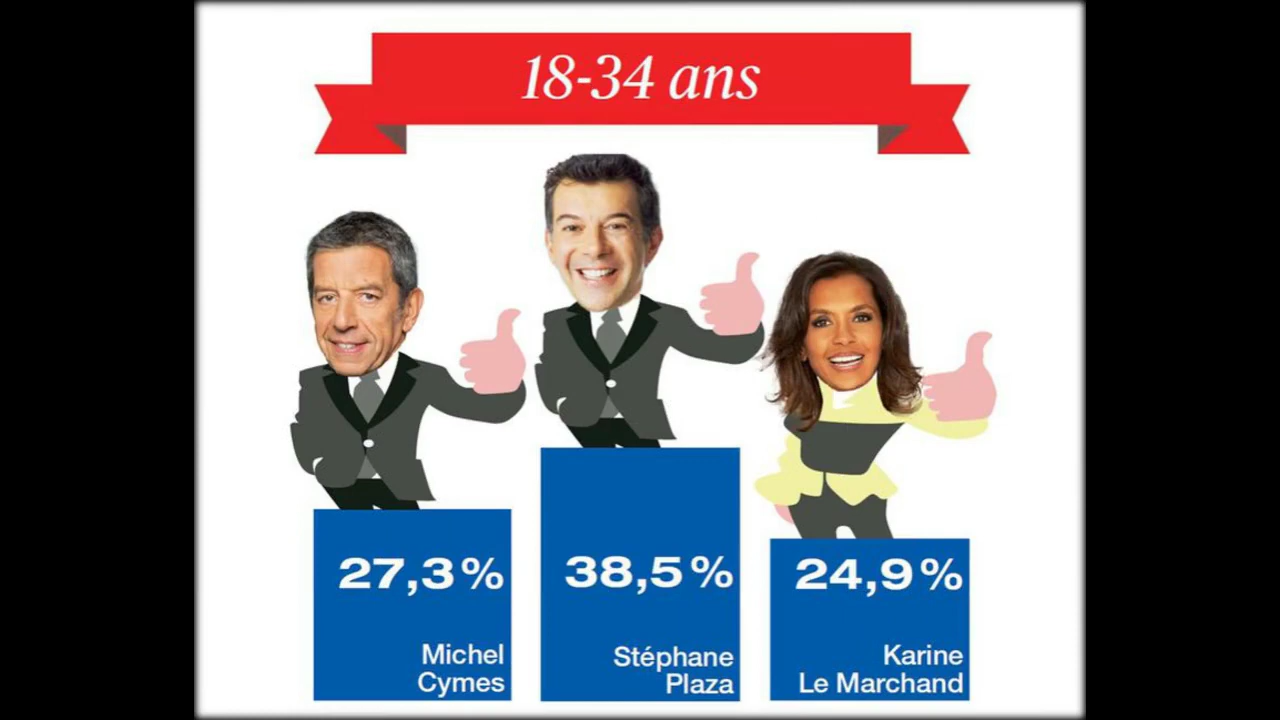 18-34 ans
27,3 %
Michel
Cymes
38,5 %
Stéphane
Plaza
24,9 %
Karine
Le Marchand